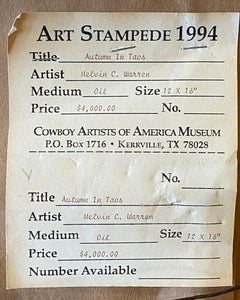 ART STAMPEDE 1994
Title Autumn In Taos
Artist Melvin C. Warren
Medium Oil Size 12 X 16"
Price $4,000.00 No.
COWBOY ARTISTS OF AMERICA MUSEUM
P.O. BOX 1716 • KERRVILLE, TX 78028
No.
Title Autumn In Taos
Artist Melvin C. Warren
Medium Oil Size 12 X 16"
Price $4,000.00
Number Available